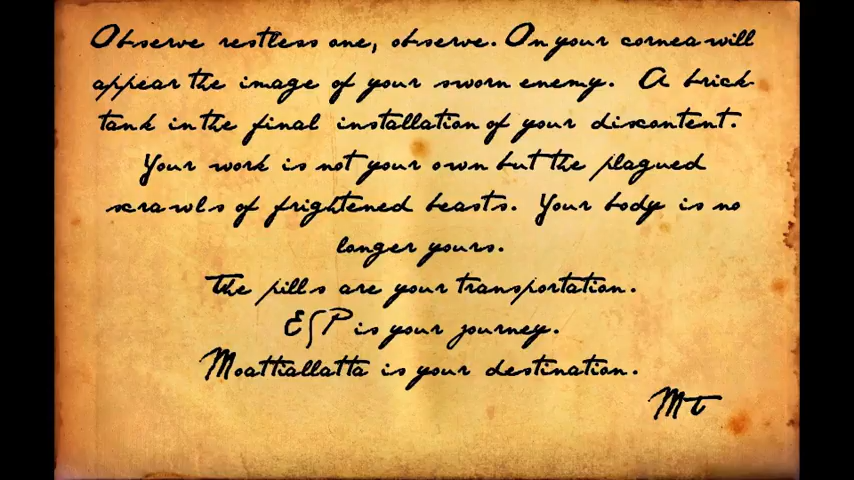 Observe restless one, observe. On your cornea will
appear the image of your sworn enemy. A brick
tank in the final installation of your discontent.
Your work is not your own but the plagued
scrawls of frightened beasts. Your body is no
longer yours.
The pills are your transportation.
ESP is your journey.
Moattiallatta is your destination.
Mt